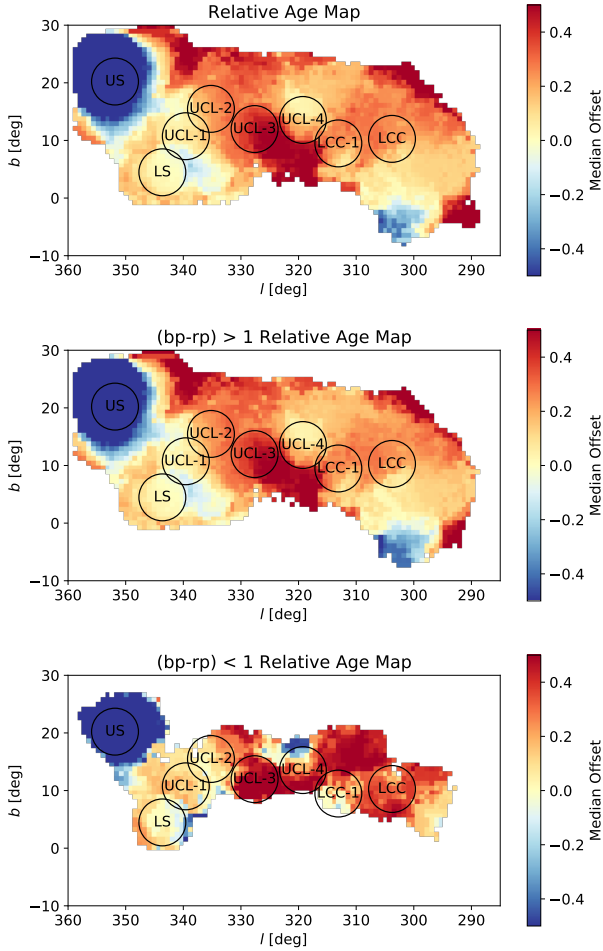 Relative Age Map
30
20
10
0
−10
b [deg]
US
UCL-2
UCL-1
UCL-3
UCL-4
LCC-1
LCC
LS
360
350
340
330
320
310
300
290
l [deg]
0.4
0.2
0.0
−0.2
−0.4
Median Offset
(bp-rp) > 1 Relative Age Map
30
20
10
0
−10
b [deg]
US
UCL-2
UCL-1
UCL-3
UCL-4
LCC-1
LCC
LS
360
350
340
330
320
310
300
290
l [deg]
0.4
0.2
0.0
−0.2
−0.4
Median Offset
(bp-rp) < 1 Relative Age Map
30
20
10
0
−10
b [deg]
US
UCL-2
UCL-1
UCL-3
UCL-4
LCC-1
LCC
LS
360
350
340
330
320
310
300
290
l [deg]
0.4
0.2
0.0
−0.2
−0.4
Median Offset